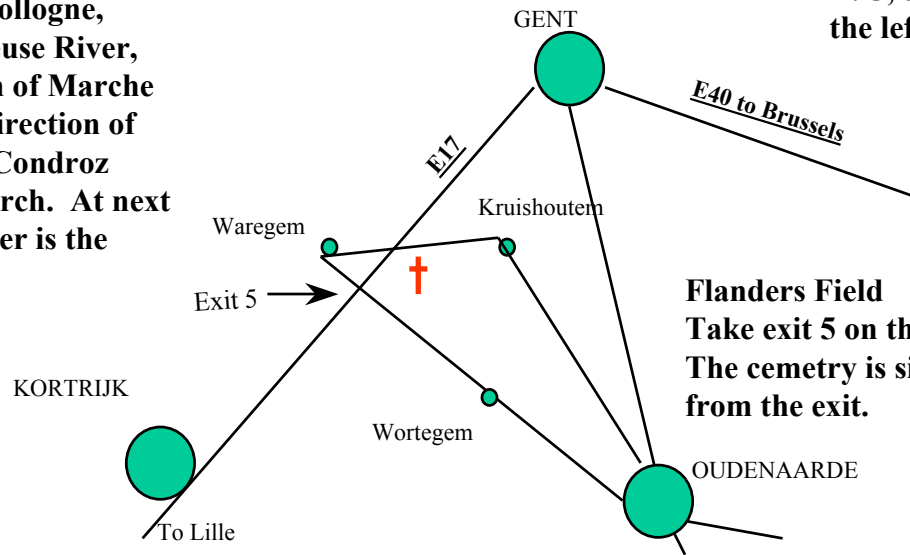 ollogne,
euse River,
n of Marche
irection of
Condroz
rch. At next
er is the
the lef
GENT
E40 to Brussels
E17
Kruishoutem
Waregem
Exit 5
Flanders Field
Take exit 5 on th
The cemetry is si
from the exit.
KORTRIJK
Wortegem
OUDENAARDE
To Lille